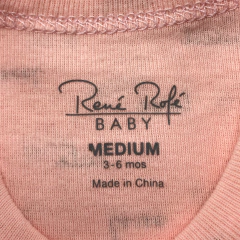 René Rofé
BABY
MEDIUM
3-6 mos
Made in China